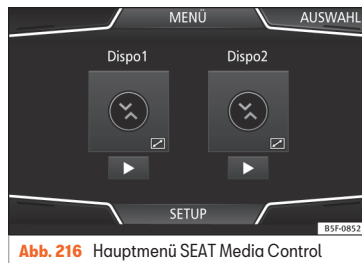 MENÜ AUSWAHL
Dispo1 Dispo2
SETUP
B5F-0852
Abb. 216 Hauptmenü SEAT Media Control